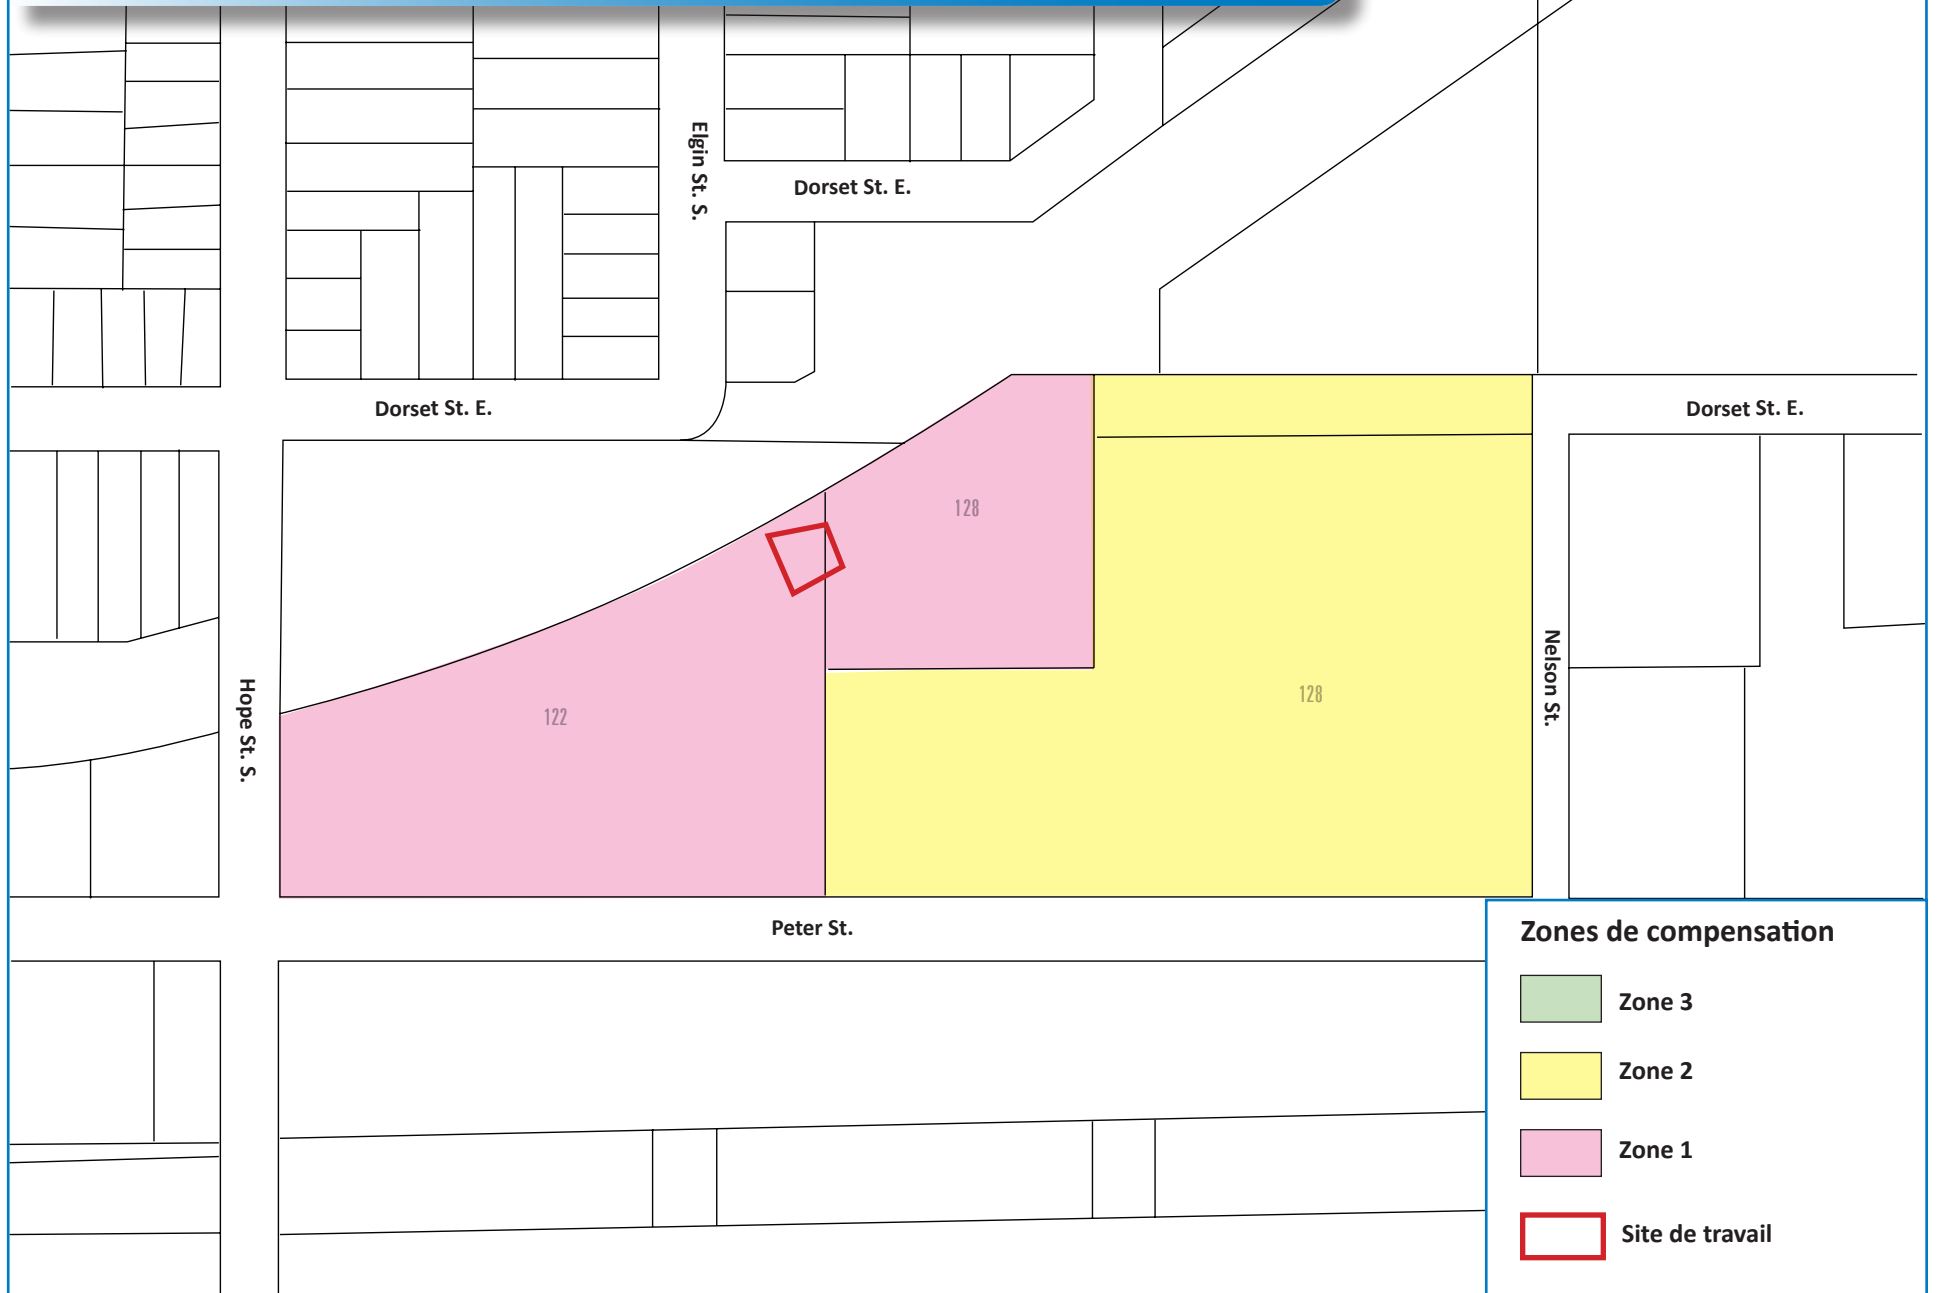 Elgin St. S.
Dorset St. E.
Dorset St. E.
Dorset St. E.
128
128
122
Hope St. S.
Nelson St.
Peter St.
Zones de compensation
Zone 3
Zone 2
Zone 1
Site de travail